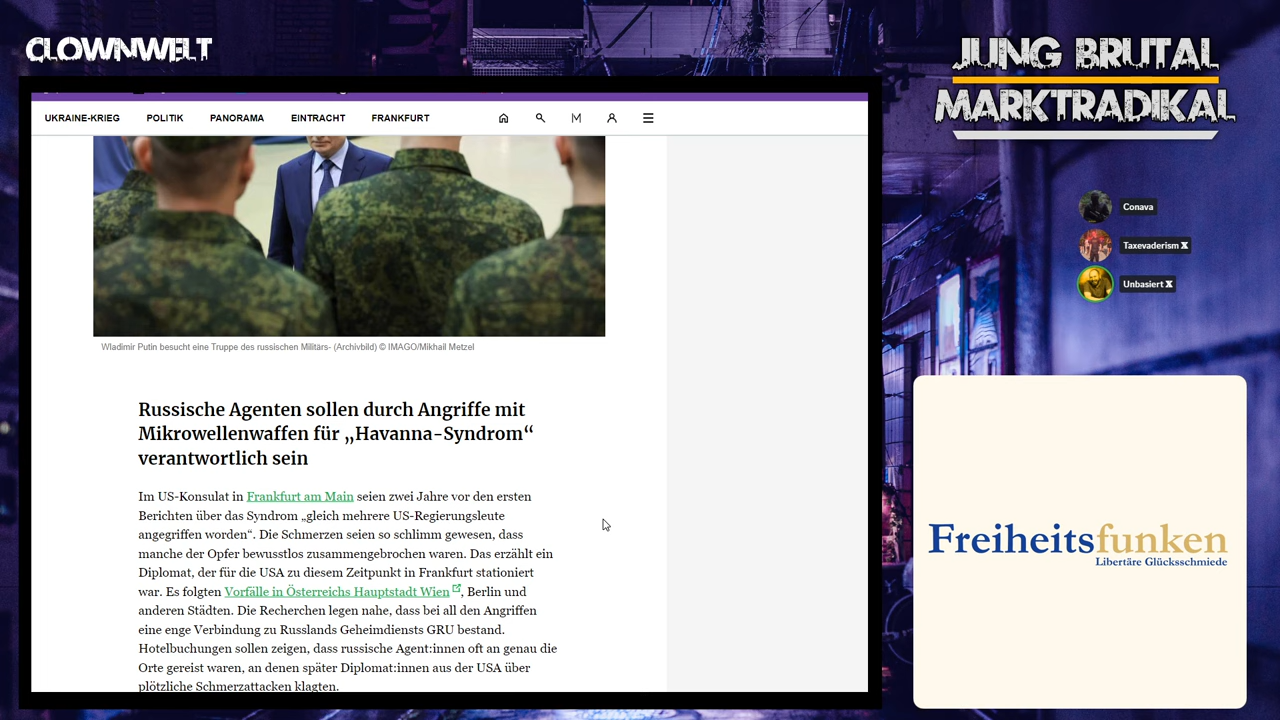 CLOWNWELT
JUNG BRUTAL
MARKTRADIKAL
UKRAINE-KRIEG POLITIK PANORAMA EINTRACHT FRANKFURT
Wladimir Putin besucht eine Truppe des russischen Militärs- (Archivbild) © IMAGO/Mikhail Metzel
Russische Agenten sollen durch Angriffe mit
Mikrowellenwaffen für „Havanna-Syndrom“
verantwortlich sein
Im US-Konsulat in Frankfurt am Main seien zwei Jahre vor den ersten
Berichten über das Syndrom „gleich mehrere US-Regierungsleute
angegriffen worden“. Die Schmerzen seien so schlimm gewesen, dass
manche der Opfer bewusstlos zusammengebrochen waren. Das erzählt ein
Diplomat, der für die USA zu diesem Zeitpunkt in Frankfurt stationiert
war. Es folgten Vorfälle in Österreichs Hauptstadt Wien, Berlin und
anderen Städten. Die Recherchen legen nahe, dass bei all den Angriffen
eine enge Verbindung zu Russlands Geheimdiensts GRU bestand.
Hotelbuchungen sollen zeigen, dass russische Agent:innen oft an genau die
Orte gereist waren, an denen später Diplomat:innen aus der USA über
plötzliche Schmerzattacken klagten.
Conava
Taxevaderism X
Unbasiert X
Freiheitsfunken
Libertäre Glücksschmiede